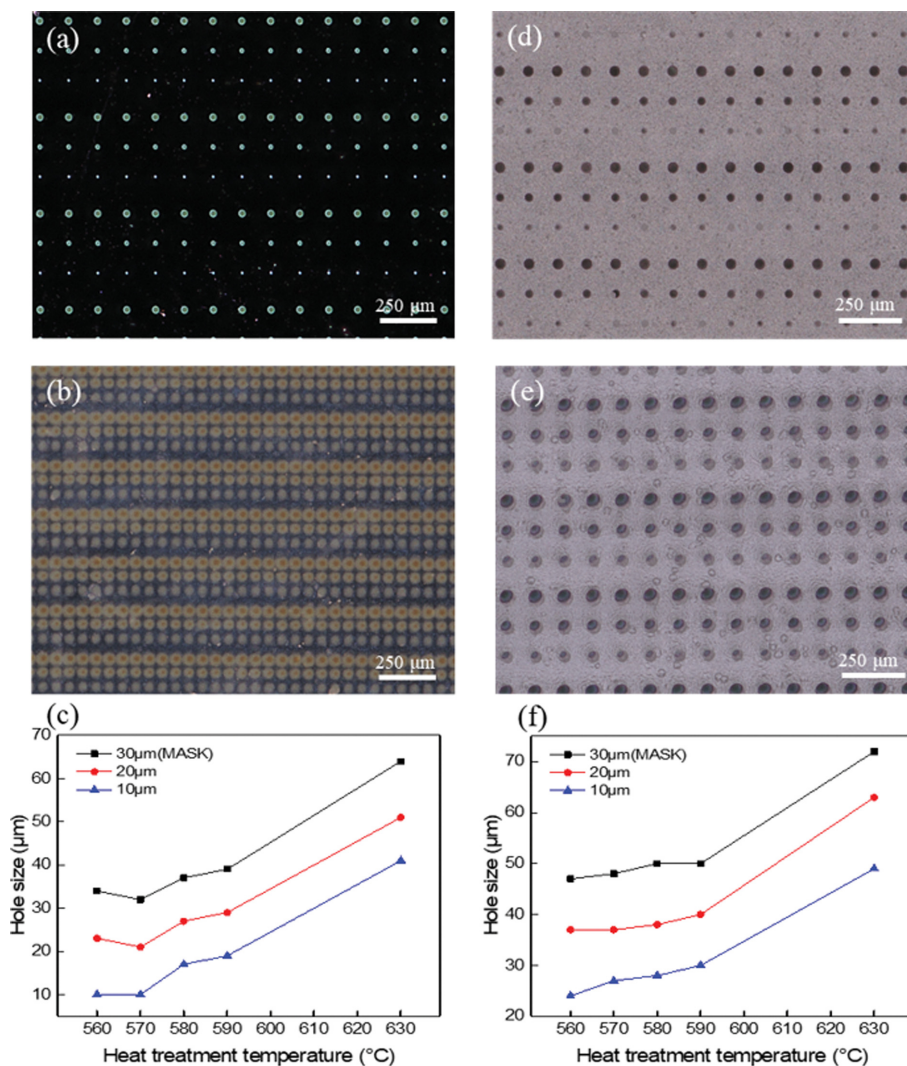 (a)
250 μm
(d)
250 μm
(b)
250 μm
(e)
250 μm
(c)
70
60
50
40
30
20
10
30μm(MASK)
20μm
10μm
Hole size (μm)
560 570 580 590 600 610 620 630
Heat treatment temperature (°C)
(f)
70
60
50
40
30
20
30μm(MASK)
20μm
10μm
Hole size (μm)
560 570 580 590 600 610 620 630
Heat treatment temperature (°C)